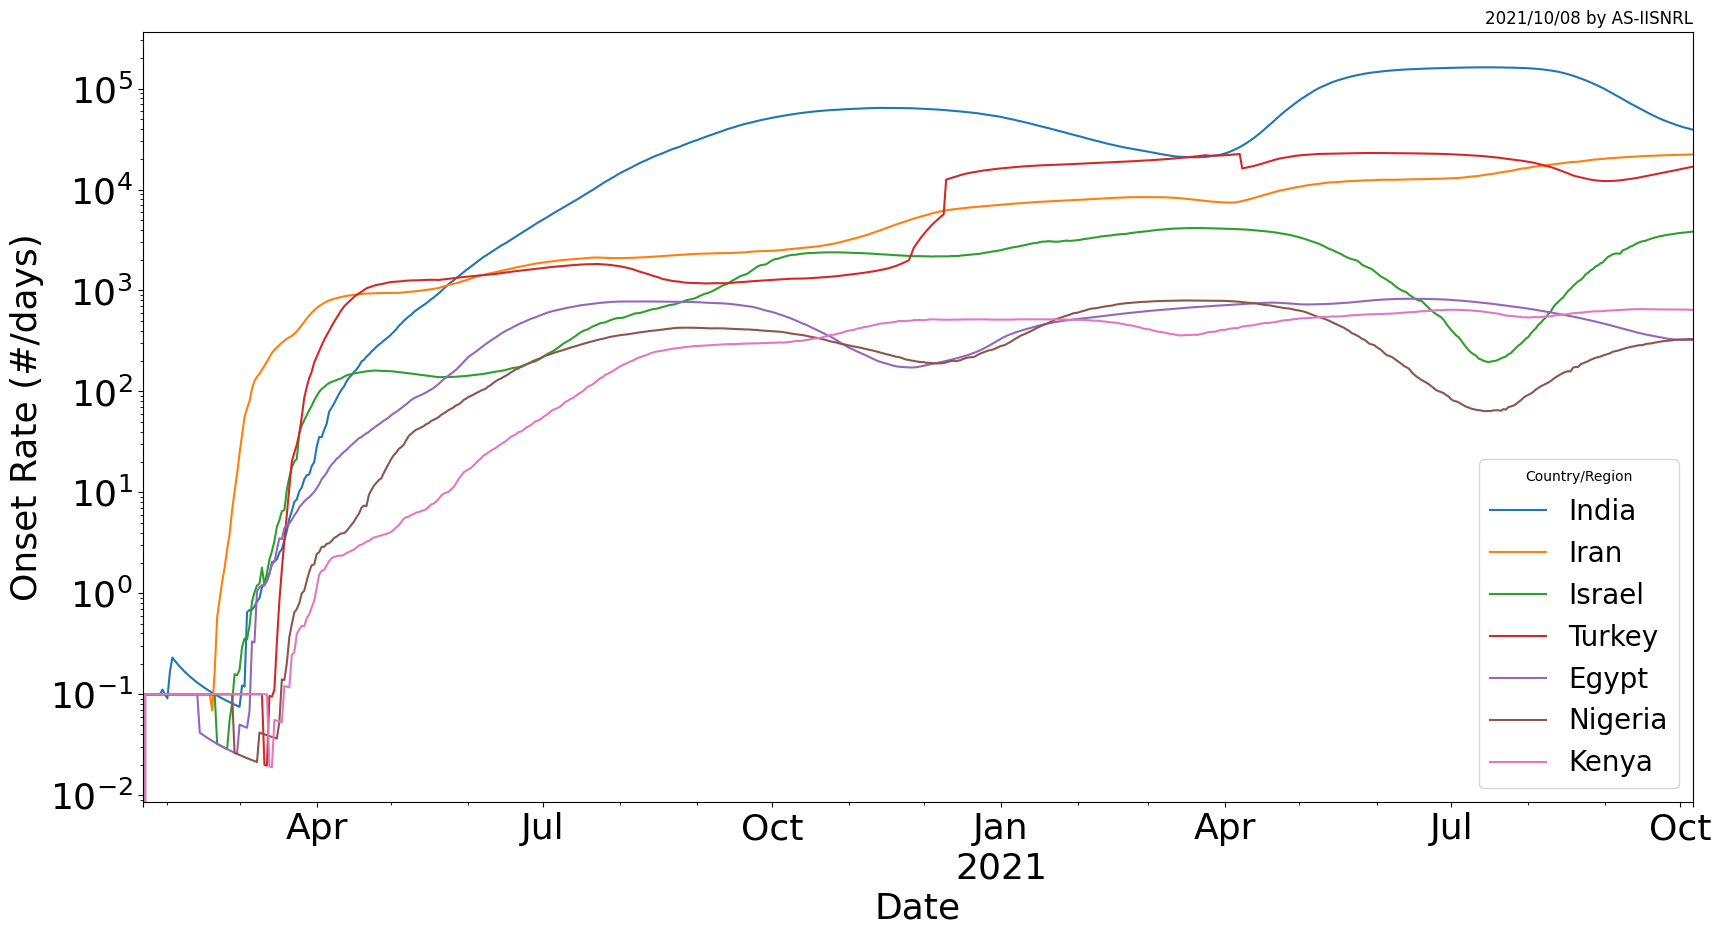 2021/10/08 by AS-IISNRL
Onset Rate (#/days)
10^5
10^4
10^3
10^2
10^1
10^0
10^−1
10^−2
Country/Region
India
Iran
Israel
Turkey
Egypt
Nigeria
Kenya
Apr Jul Oct Jan Apr Jul Oct
2021
Date